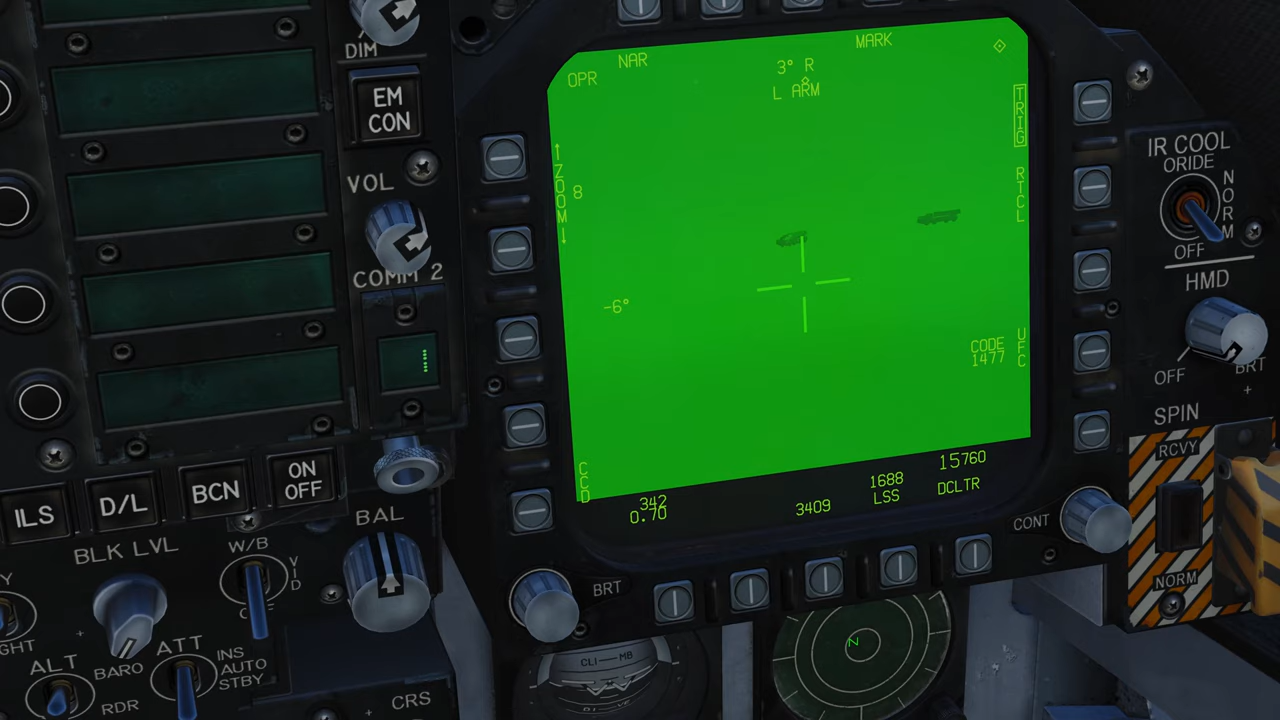 DIM
EM
CON
VOL
COMM 2
ILS
D/L
BCN
ON
OFF
BLK LVL
W/B
BAL
ALT
BARO
RDR
ATT
INS
AUTO
STBY
CRS
OPR
NAR
MARK
3° R
L ARM
TRIG
↑ZOOM↓
8
RTCL
-6°
CODE
1477
UFC
CCD
342
0.70
3409
1688
LSS
15760
DCLTR
BRT
CONT
CLI—MB
N
IR COOL
ORIDE
NORM
OFF
HMD
OFF
BRT
SPIN
RCVY
NORM